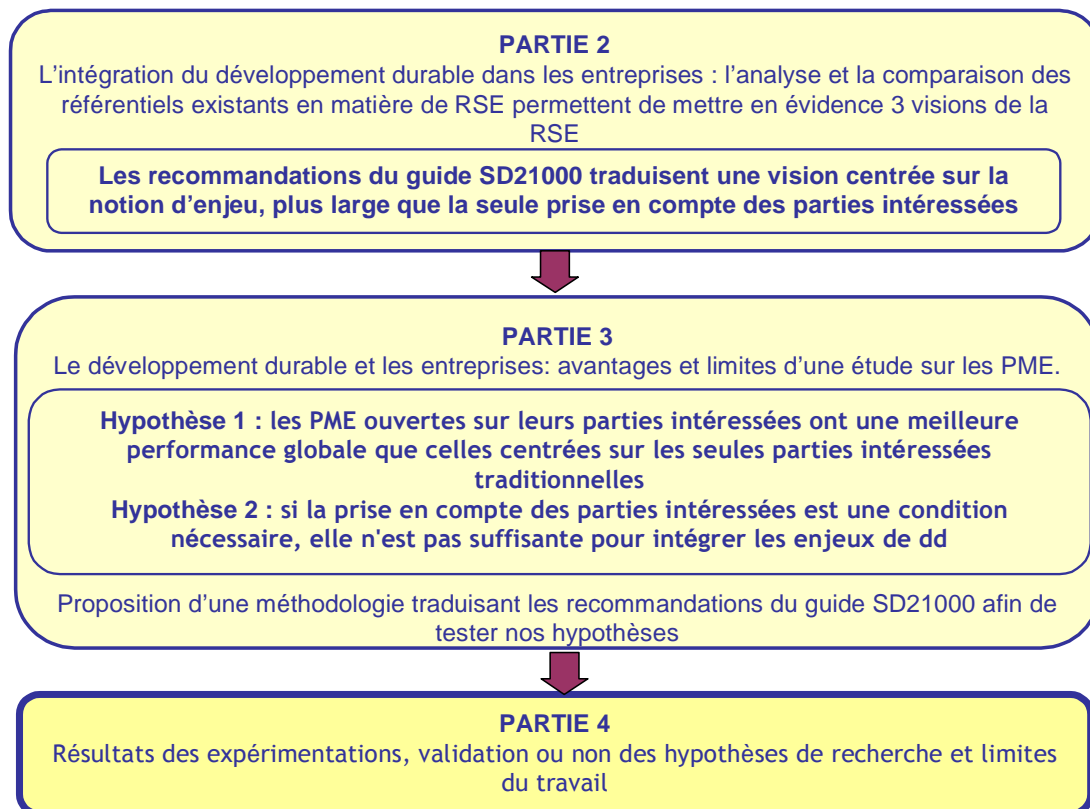 PARTIE 2
L'intégration du développement durable dans les entreprises : l'analyse et la comparaison des
référentiels existants en matière de RSE permettent de mettre en évidence 3 visions de la
RSE
Les recommandations du guide SD21000 traduisent une vision centrée sur la
notion d'enjeu, plus large que la seule prise en compte des parties intéressées
PARTIE 3
Le développement durable et les entreprises: avantages et limites d'une étude sur les PME.
Hypothèse 1 : les PME ouvertes sur leurs parties intéressées ont une meilleure
performance globale que celles centrées sur les seules parties intéressées
traditionnelles
Hypothèse 2 : si la prise en compte des parties intéressées est une condition
nécessaire, elle n'est pas suffisante pour intégrer les enjeux de dd
Proposition d'une méthodologie traduisant les recommandations du guide SD21000 afin de
tester nos hypothèses
PARTIE 4
Résultats des expérimentations, validation ou non des hypothèses de recherche et limites
du travail